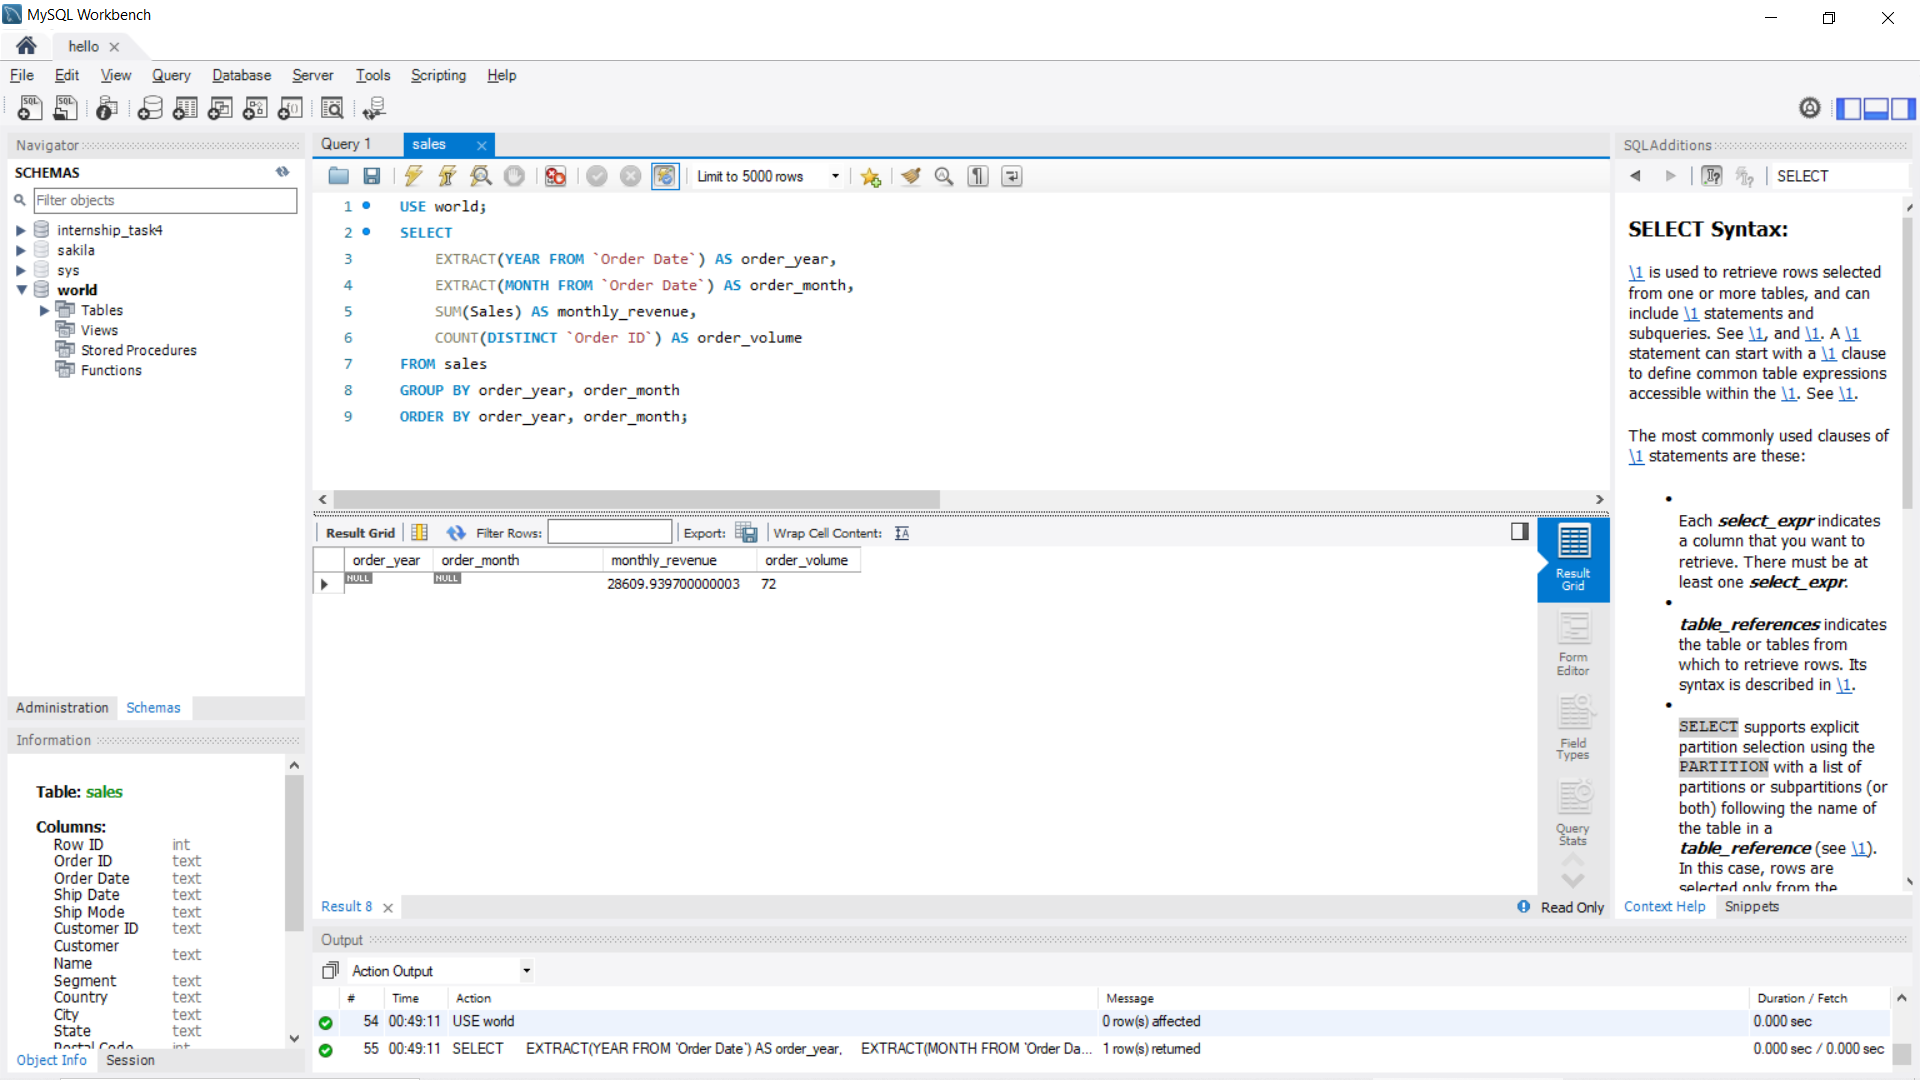 MySQL Workbench
hello
File Edit View Query Database Server Tools Scripting Help
Navigator
SCHEMAS
Filter objects
internship_task4
sakila
sys
world
Tables
Views
Stored Procedures
Functions
Administration Schemas
Information
Table: sales
Columns:
Row ID int
Order ID text
Order Date text
Ship Date text
Ship Mode text
Customer ID text
Customer Name text
Segment text
Country text
City text
State text
Postal Code int
Object Info Session
Query 1 sales
Limit to 5000 rows
1 USE world;
2 SELECT
3 EXTRACT(YEAR FROM `Order Date`) AS order_year,
4 EXTRACT(MONTH FROM `Order Date`) AS order_month,
5 SUM(Sales) AS monthly_revenue,
6 COUNT(DISTINCT `Order ID`) AS order_volume
7 FROM sales
8 GROUP BY order_year, order_month
9 ORDER BY order_year, order_month;
Result Grid Filter Rows: Export: Wrap Cell Content:
order_year order_month monthly_revenue order_volume
NULL NULL 28609.939700000003 72
Result Grid
Form Editor
Field Types
Query Stats
Result 8
Read Only
Output
Action Output
# Time Action Message Duration / Fetch
54 00:49:11 USE world 0 row(s) affected 0.000 sec
55 00:49:11 SELECT EXTRACT(YEAR FROM `Order Date`) AS order_year, EXTRACT(MONTH FROM `Order Da... 1 row(s) returned 0.000 sec / 0.000 sec
SQLAdditions
SELECT
SELECT Syntax:
\1 is used to retrieve rows selected
from one or more tables, and can
include \1 statements and
subqueries. See \1, and \1. A \1
statement can start with a \1 clause
to define common table expressions
accessible within the \1. See \1.
The most commonly used clauses of
\1 statements are these:
Each select_expr indicates
a column that you want to
retrieve. There must be at
least one select_expr.
table_references indicates
the table or tables from
which to retrieve rows. Its
syntax is described in \1.
SELECT supports explicit
partition selection using the
PARTITION with a list of
partitions or subpartitions (or
both) following the name of
the table in a
table_reference (see \1).
In this case, rows are
selected only from the
Context Help Snippets